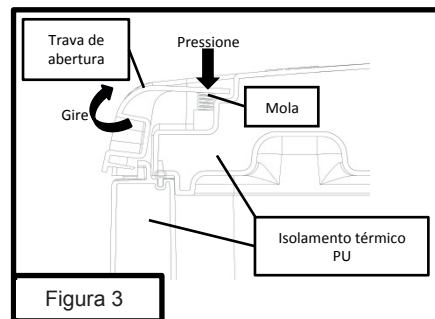 Trava de
abertura
Pressione
Gire
Mola
Isolamento térmico
PU
Figura 3